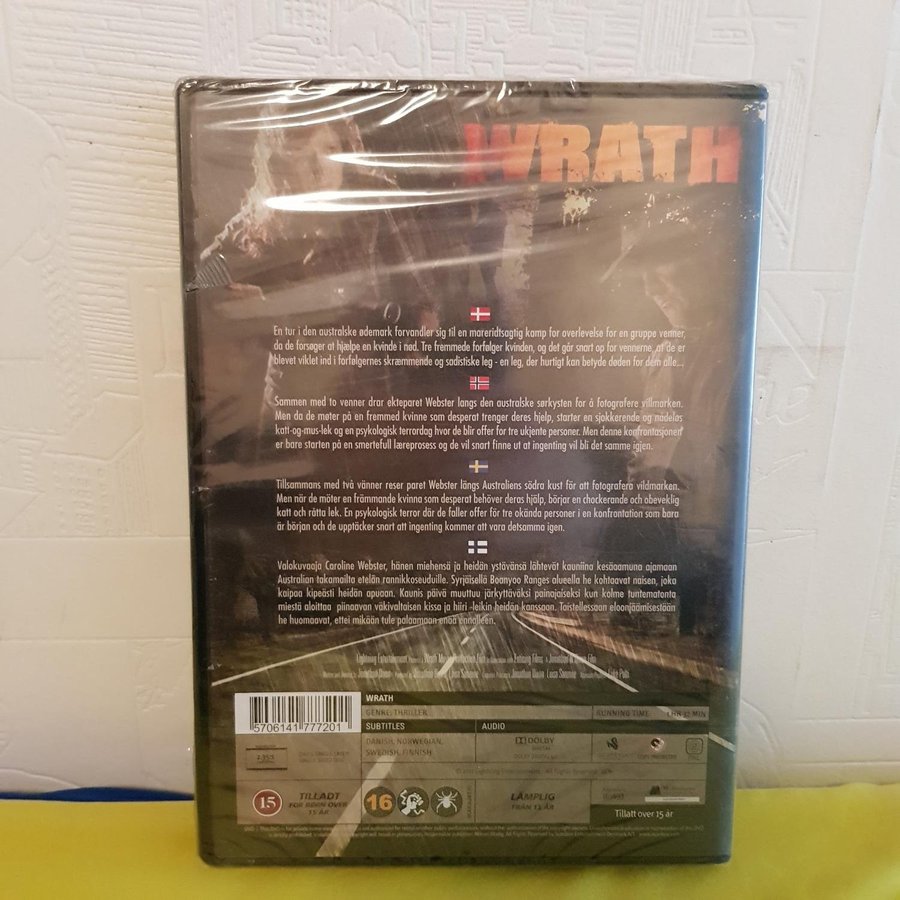 WRATH
En tur i den australske ødemark forvandler sig til en mareridtsagtig kamp for overlevelse for en gruppe venner,
da de forsøger at hjælpe en kvinde i nød. Tre fremmede forfølger kvinden, og det går snart op for vennerne, at de er
blevet viklet ind i forfølgernes skræmmende og sadistiske leg - en leg, der hurtigt kan betyde døden for dem alle...
Sammen med to venner drar ekteparet Webster langs den australske sørkysten for å fotografere villmarken.
Men da de møter på en fremmed kvinne som desperat trenger deres hjelp, starter en sjokkerende og nådeløs
katt-og-mus-lek og en psykologisk terrordag hvor de blir offer for tre ukjente personer. Men denne konfrontasjonen
er bare starten på en smertefull læreprosess og de vil snart finne ut at ingenting vil bli det samme igjen.
Tillsammans med två vänner reser paret Webster längs Australiens södra kust för att fotografera vildmarken.
Men när de möter en främmande kvinna som desperat behöver deras hjälp, börjar en chockerande och obeveklig
katt och råtta lek. En psykologisk terror där de faller offer för tre okända personer i en konfrontation som bara
är början och de upptäcker snart att ingenting kommer att vara detsamma igen.
Valokuvaaja Caroline Webster, hänen miehensä ja heidän ystävänsä lähtevät kauniina kesäaamuna ajamaan
Australian takamailta etelän rannikkoseuduille. Syrjäisellä Boonyoo Ranges alueella he kohtaavat naisen, joka
kaipaa kipeästi heidän apuaan. Kaunis päivä muuttuu järkyttäväksi painajaiseksi kun kolme tuntematonta
miestä aloittaa piinaavan väkivaltaisen kissa ja hiiri -leikin heidän kanssaan. Taistellessaan eloonjäämisestään
he huomaavat, ettei mikään tule palaamaan enää ennalleen.
Lightning Entertainment
WRATH
GENRE: THRILLER RUNNING TIME 1 HR
5706141 777201
SUBTITLES AUDIO
DANISH, NORWEGIAN,
SWEDISH, FINNISH
DOLBY
DIGITAL
15 TILLADT
FOR BØRN OVER
15 ÅR
16
LÄMPLIG
FRÅN 15 ÅR
Tillatt over 15 år